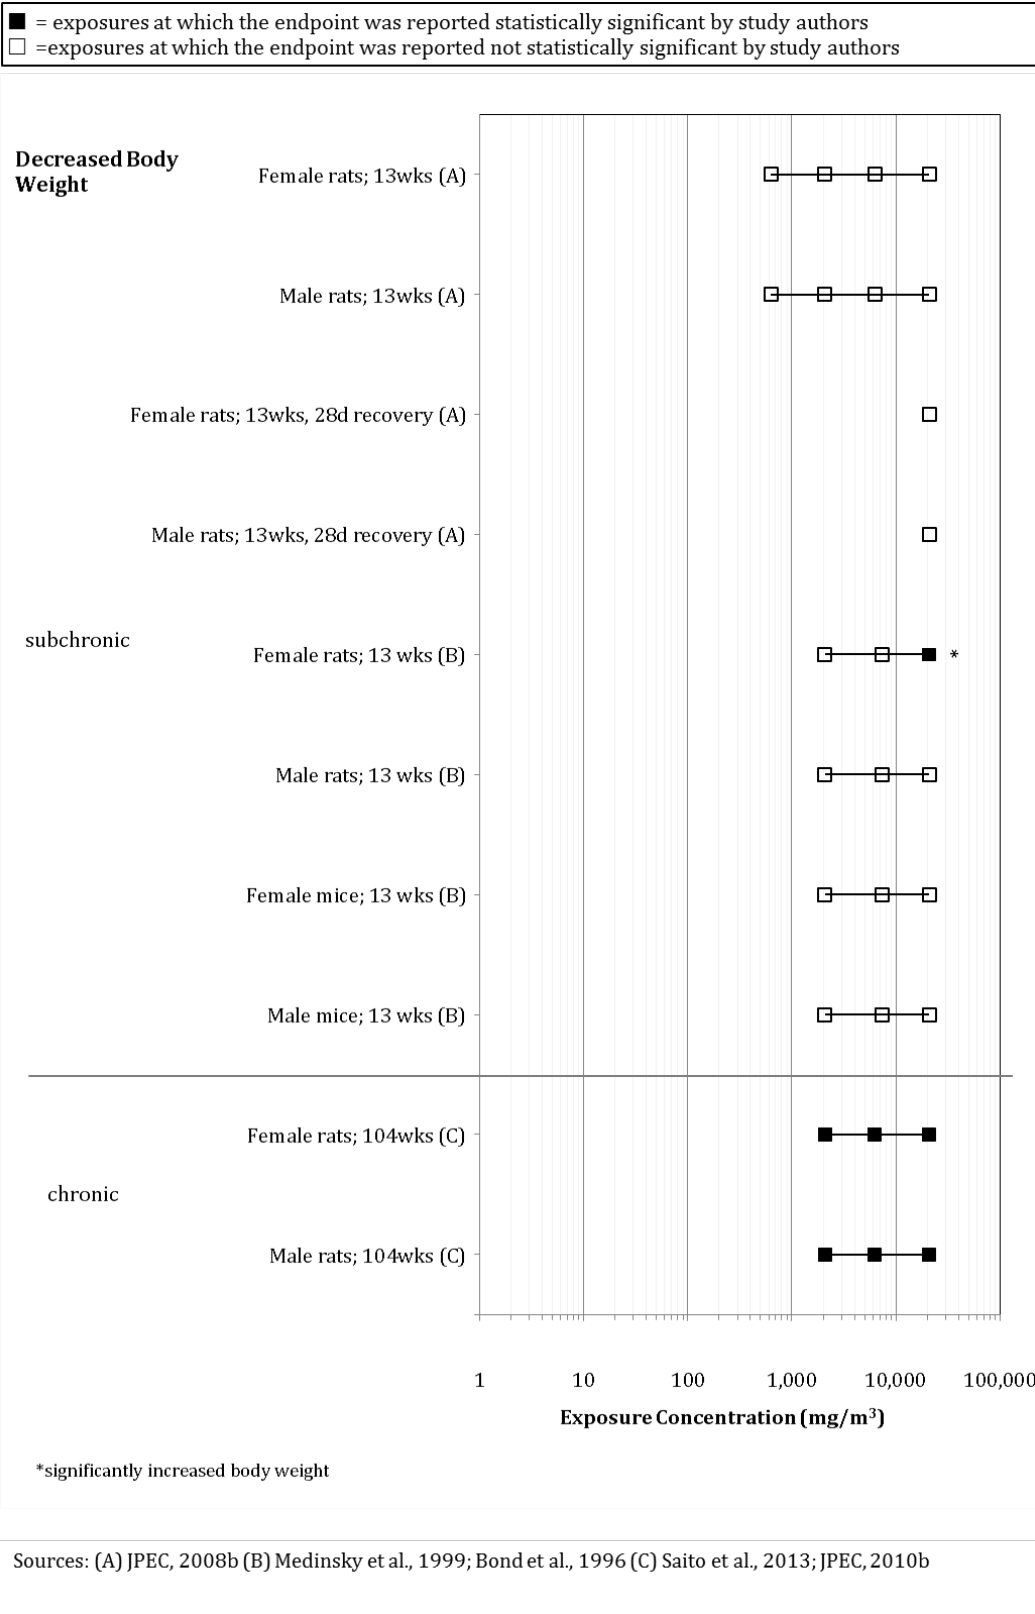 ■ = exposures at which the endpoint was reported statistically significant by study authors
□ =exposures at which the endpoint was reported not statistically significant by study authors
Decreased Body
Weight
Female rats; 13wks (A)
Male rats; 13wks (A)
Female rats; 13wks, 28d recovery (A)
Male rats; 13wks, 28d recovery (A)
subchronic
Female rats; 13 wks (B)
*
Male rats; 13 wks (B)
Female mice; 13 wks (B)
Male mice; 13 wks (B)
Female rats; 104wks (C)
chronic
Male rats; 104wks (C)
1 10 100 1,000 10,000 100,000
Exposure Concentration (mg/m³)
*significantly increased body weight
Sources: (A) JPEC, 2008b (B) Medinsky et al., 1999; Bond et al., 1996 (C) Saito et al., 2013; JPEC, 2010b